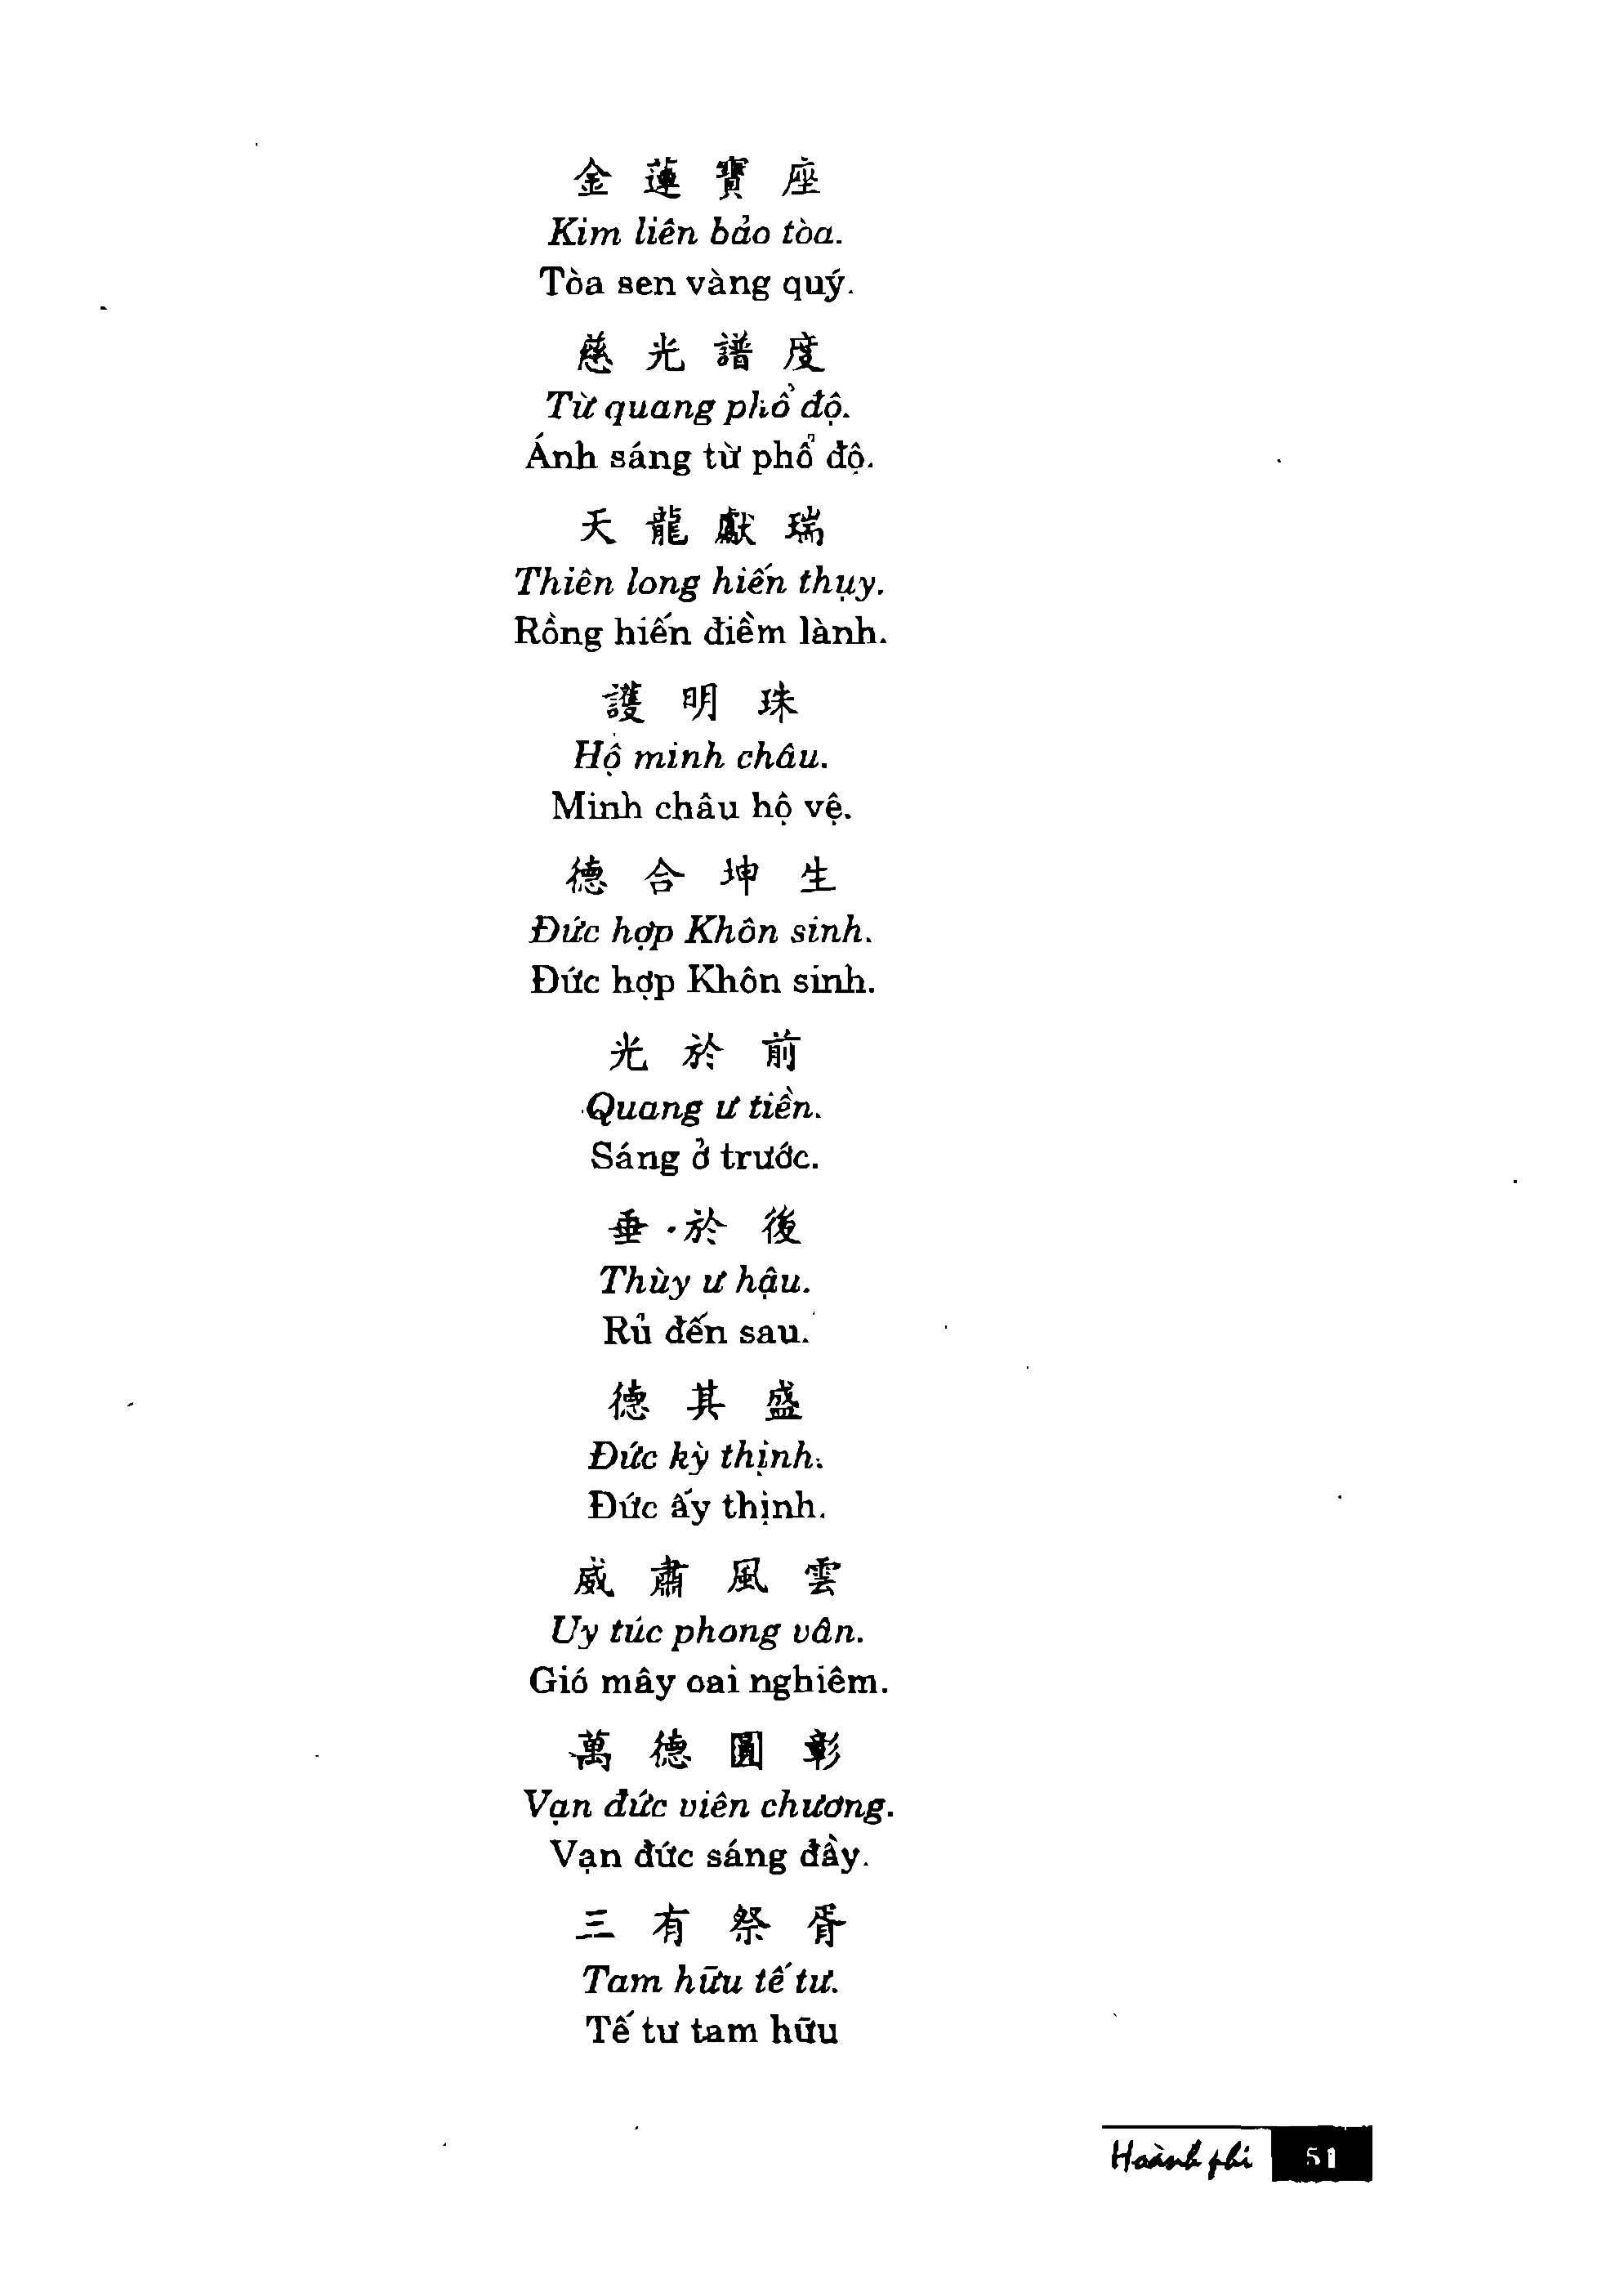 金蓮寶座
Kim liên bảo tòa.
Tòa sen vàng quý.
慈光譜度
Từ quang phổ độ.
Ánh sáng từ phổ độ.
天龍獻瑞
Thiên long hiến thụy.
Rồng hiến điềm lành.
護明珠
Hộ minh châu.
Minh châu hộ vệ.
德合坤生
Đức hợp Khôn sinh.
Đức hợp Khôn sinh.
光於前
Quang ư tiền.
Sáng ở trước.
垂於後
Thùy ư hậu.
Rủ đến sau.
德其盛
Đức kỳ thịnh.
Đức ấy thịnh.
威肅風雲
Uy túc phong vân.
Gió mây oai nghiêm.
萬德圓彰
Vạn đức viên chương.
Vạn đức sáng đầy.
三有祭胥
Tam hữu tế tư.
Tế tư tam hữu
Hoành phi 51